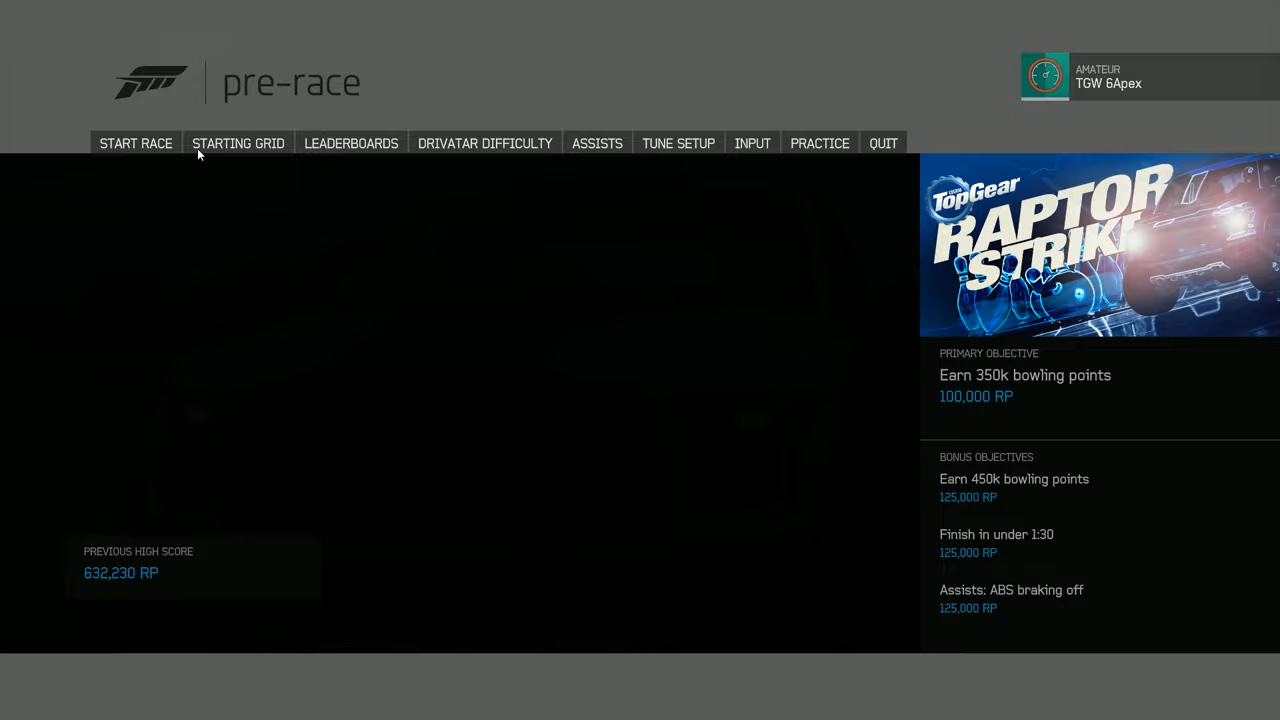 pre-race
AMATEUR
TGW 6Apex
START RACE
STARTING GRID
LEADERBOARDS
DRIVATAR DIFFICULTY
ASSISTS
TUNE SETUP
INPUT
PRACTICE
QUIT
TopGear
RAPTOR
STRIKE
PRIMARY OBJECTIVE
Earn 350k bowling points
100,000 RP
BONUS OBJECTIVES
Earn 450k bowling points
125,000 RP
Finish in under 1:30
125,000 RP
Assists: ABS braking off
125,000 RP
PREVIOUS HIGH SCORE
632,230 RP